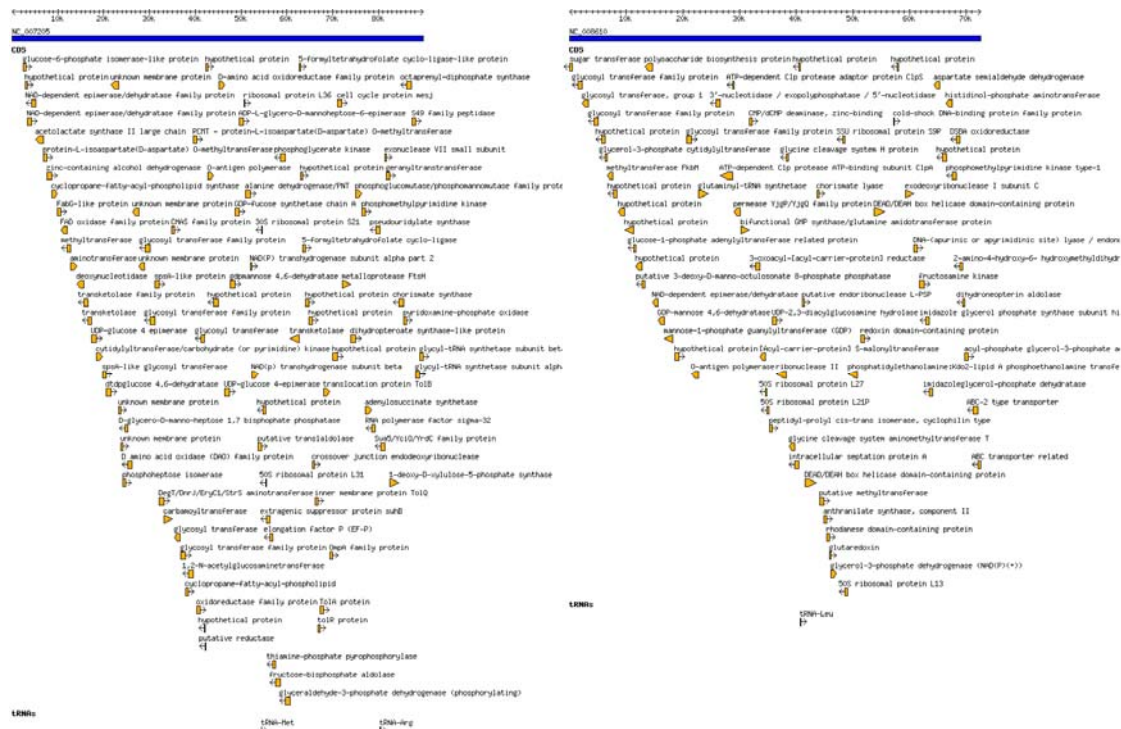 10k 20k 30k 40k 50k 60k 70k 80k
NC_007205
CDS
glucose-6-phosphate isomerase-like protein hypothetical protein 5-formyltetrahydrofolate cyclo-ligase-like protein
hypothetical protein unknown membrane protein D-amino acid oxidoreductase family protein octaprenyl-diphosphate synthase
NAD-dependent epimerase/dehydratase family protein ribosomal protein L36 cell cycle protein mesj
NAD-dependent epimerase/dehydratase family protein ADP-L-glycero-D-mannoheptose-6-epimerase S49 family peptidase
acetolactate synthase II large chain PCMT - protein-L-isoaspartate(D-aspartate) O-methyltransferase
protein-L-isoaspartate(D-aspartate) O-methyltransferase phosphoglycerate kinase exonuclease VII small subunit
zinc-containing alcohol dehydrogenase O-antigen polymerase hypothetical protein geranyltranstransferase
cyclopropane-fatty-acyl-phospholipid synthase alanine dehydrogenase/PNT phosphoglucomutase/phosphomannomutase family prote
FabG-like protein unknown membrane protein GDP-fucose synthetase chain A phosphomethylpyrimidine kinase
FAD oxidase family protein CMAS family protein 30S ribosomal protein S21 pseudouridylate synthase
methyltransferase glycosyl transferase family protein 5-formyltetrahydrofolate cyclo-ligase
aminotransferase unknown membrane protein NAD(P) transhydrogenase subunit alpha part 2
deoxynucleotidase spsA-like protein gdpmannose 4,6-dehydratase metalloprotease FtsH
transketolase family protein hypothetical protein hypothetical protein chorismate synthase
transketolase glycosyl transferase family protein hypothetical protein pyridoxamine-phosphate oxidase
UDP-glucose 4 epimerase glycosyl transferase transketolase dihydropteroate synthase-like protein
cytidylyltransferase/carbohydrate (or pyrimidine) kinase hypothetical protein glycyl-tRNA synthetase subunit bet
spsA-like glycosyl transferase NAD(p) transhydrogenase subunit beta glycyl-tRNA synthetase subunit alph
dtdpglucose 4,6-dehydratase UDP-glucose 4-epimerase translocation protein TolB
unknown membrane protein hypothetical protein adenylosuccinate synthetase
D-glycero-D-manno-heptose 1,7 bisphosphate phosphatase RNA polymerase factor sigma-32
unknown membrane protein putative translaldolase Sua5/YciO/YrdC family protein
D amino acid oxidase (DAO) family protein crossover junction endodeoxyribonuclease
phosphoheptose isomerase 50S ribosomal protein L31 1-deoxy-D-xylulose-5-phosphate synthase
DegT/DnrJ/EryC1/StrS aminotransferase inner membrane protein TolQ
carbamoyltransferase extragenic suppressor protein suhB
glycosyl transferase elongation factor P (EF-P)
glycosyl transferase family protein OmpA family protein
1,2-N-acetylglucosaminetransferase
cyclopropane-fatty-acyl-phospholipid
oxidoreductase family protein TolA protein
hypothetical protein tolR protein
putative reductase
thiamine-phosphate pyrophosphorylase
fructose-bisphosphate aldolase
glyceraldehyde-3-phosphate dehydrogenase (phosphorylating)
tRNAs
tRNA-Met tRNA-Arg
10k 20k 30k 40k 50k 60k 70k
NC_008610
CDS
sugar transferase polysaccharide biosynthesis protein hypothetical protein hypothetical protein
glycosyl transferase family protein ATP-dependent Clp protease adaptor protein ClpS aspartate semialdehyde dehydrogenase
glycosyl transferase, group 1 3'-nucleotidase / exopolyphosphatase / 5'-nucleotidase histidinol-phosphate aminotransferase
glycosyl transferase family protein CMP/dCMP deaminase, zinc-binding cold-shock DNA-binding protein family protein
hypothetical protein glycosyl transferase family protein SSU ribosomal protein S9P DSBA oxidoreductase
glycerol-3-phosphate cytidylyltransferase glycine cleavage system H protein hypothetical protein
methyltransferase FkbM ATP-dependent Clp protease ATP-binding subunit ClpA phosphomethylpyrimidine kinase type-1
hypothetical protein glutaminyl-tRNA synthetase chorismate lyase exodeoxyribonuclease I subunit C
hypothetical protein permease YjgP/YjgQ family protein DEAD/DEAH box helicase domain-containing protein
hypothetical protein bifunctional GMP synthase/glutamine amidotransferase protein
glucose-1-phosphate adenylyltransferase related protein DNA-(apurinic or apyrimidinic site) lyase / endon
hypothetical protein 3-oxoacyl-[acyl-carrier-protein] reductase 2-amino-4-hydroxy-6- hydroxymethyldihydr
putative 3-deoxy-D-manno-octulosonate 8-phosphate phosphatase fructosamine kinase
NAD-dependent epimerase/dehydratase putative endoribonuclease L-PSP dihydroneopterin aldolase
GDP-mannose 4,6-dehydratase UDP-2,3-diacylglucosamine hydrolase imidazole glycerol phosphate synthase subunit hi
mannose-1-phosphate guanylyltransferase (GDP) redoxin domain-containing protein
hypothetical protein [Acyl-carrier-protein] S-malonyltransferase acyl-phosphate glycerol-3-phosphate a
O-antigen polymerase ribonuclease II phosphatidylethanolamine:Kdo2-lipid A phosphoethanolamine transfe
50S ribosomal protein L27 imidazoleglycerol-phosphate dehydratase
50S ribosomal protein L21P ABC-2 type transporter
peptidyl-prolyl cis-trans isomerase, cyclophilin type
glycine cleavage system aminomethyltransferase T
intracellular septation protein A ABC transporter related
DEAD/DEAH box helicase domain-containing protein
putative methyltransferase
anthranilate synthase, component II
rhodanese domain-containing protein
glutaredoxin
glycerol-3-phosphate dehydrogenase (NAD(P)(+))
50S ribosomal protein L13
tRNAs
tRNA-Leu